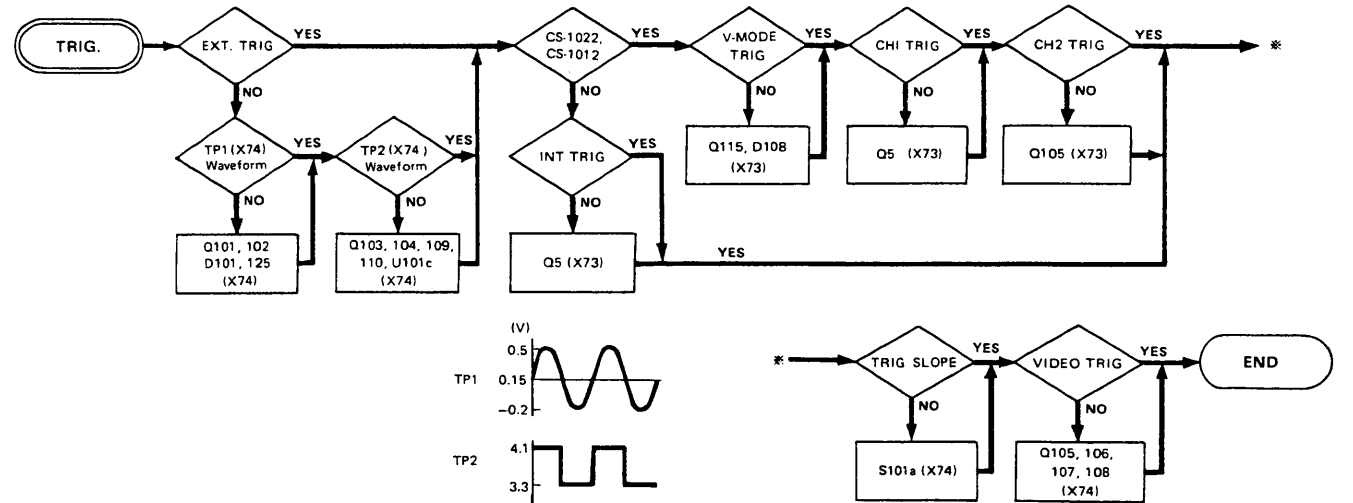 TRIG.
EXT. TRIG
YES
NO
TP1 (X74)
Waveform
YES
NO
Q101, 102
D101, 125
(X74)
TP2 (X74)
Waveform
YES
NO
Q103, 104, 109,
110, U101c
(X74)
CS-1022,
CS-1012
YES
NO
INT TRIG
YES
NO
Q5 (X73)
YES
V-MODE
TRIG
YES
NO
Q115, D108
(X73)
CH1 TRIG
YES
NO
Q5 (X73)
CH2 TRIG
YES
NO
Q105 (X73)
※
(V)
TP1
0.5
0.15
-0.2
TP2
4.1
3.3
※
TRIG SLOPE
YES
NO
S101a (X74)
VIDEO TRIG
YES
NO
Q105, 106,
107, 108
(X74)
END